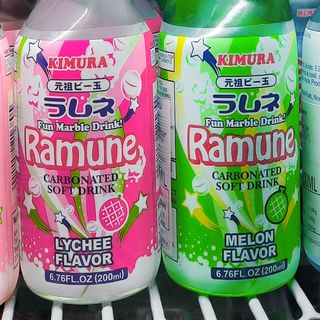 KIMURA
元祖ビー玉
ラムネ
Fun Marble Drink!
Ramune
CARBONATED
SOFT DRINK
LYCHEE
FLAVOR
6.76FL.OZ (200ml)
KIMURA
元祖ビー玉
ラムネ
Fun Marble Drink!
Ramune
CARBONATED
SOFT DRINK
MELON
FLAVOR
6.76FL.OZ (200ml)